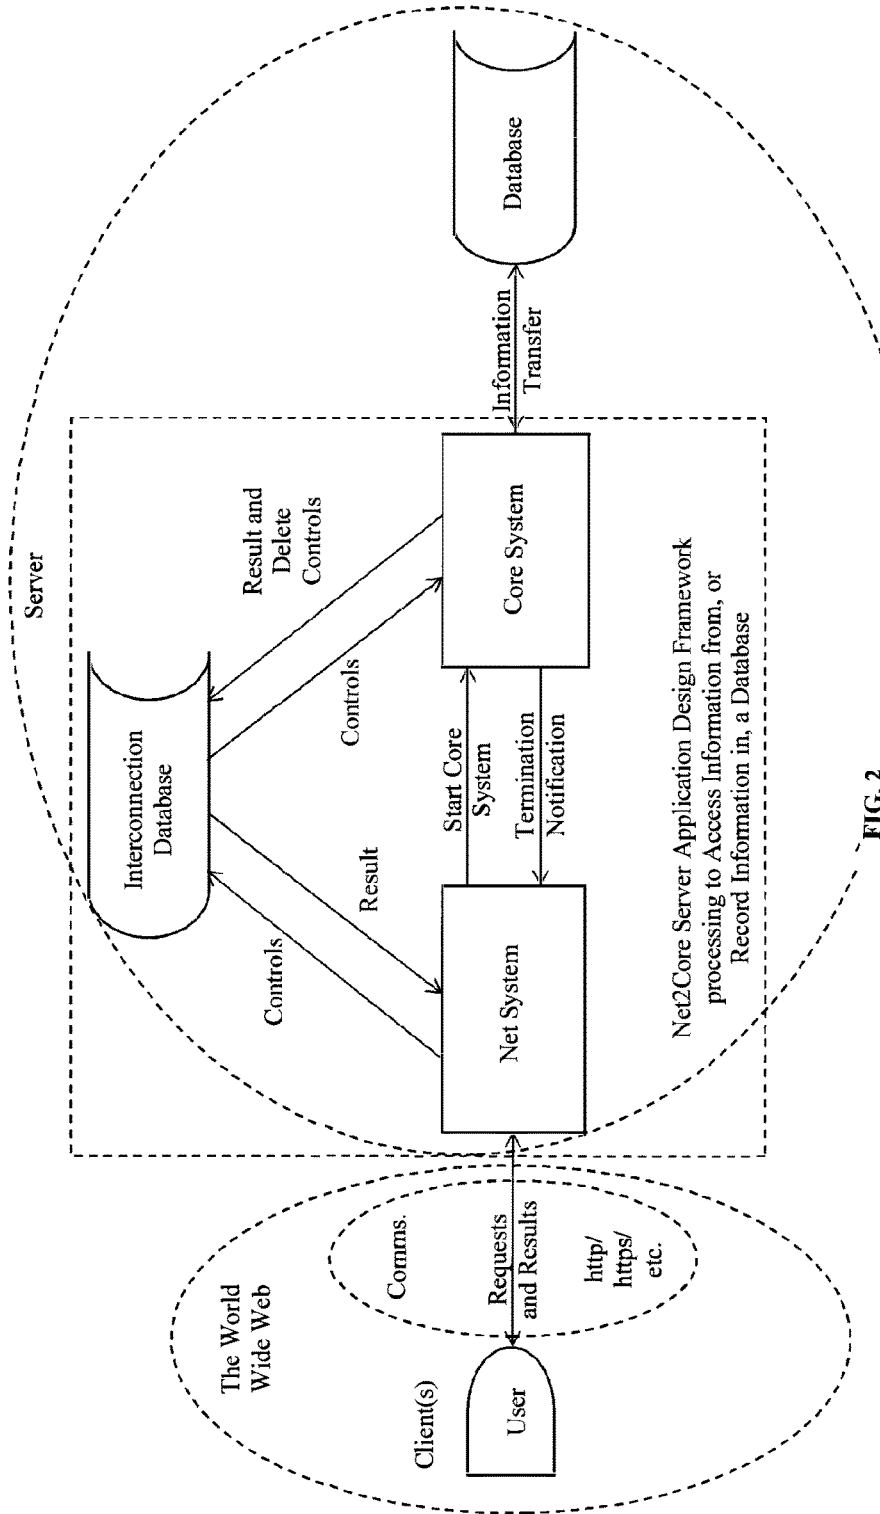 Server
The World
Wide Web
Client(s)
User
Comms.
Requests
and Results
http/
https/
etc.
Interconnection
Database
Controls
Result
Controls
Result and
Delete
Controls
Net System
Start Core
System
Termination
Notification
Core System
Information
Transfer
Database
Net2Core Server Application Design Framework
processing to Access Information from, or
Record Information in, a Database
FIG. 2